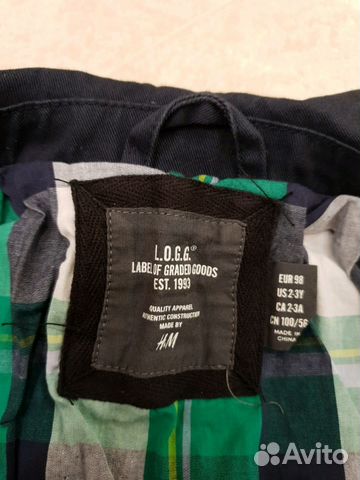 L.O.G.G.®
LABEL OF GRADED GOODS
EST. 1993
QUALITY APPAREL
AUTHENTIC CONSTRUCTION
MADE BY
H&M
EUR 98
US 2-3Y
CA 2-3A
CN 100/56
MADE IN
CHINA
Avito